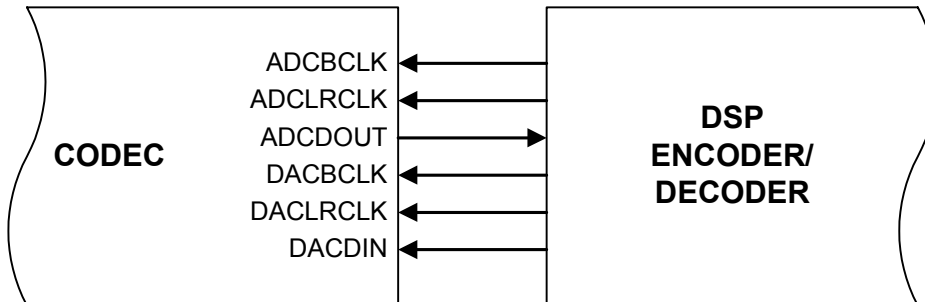 ADCBCLK
ADCLRCLK
ADCDOUT
CODEC
DACBCLK
DACLRCLK
DACDIN
DSP
ENCODER/
DECODER